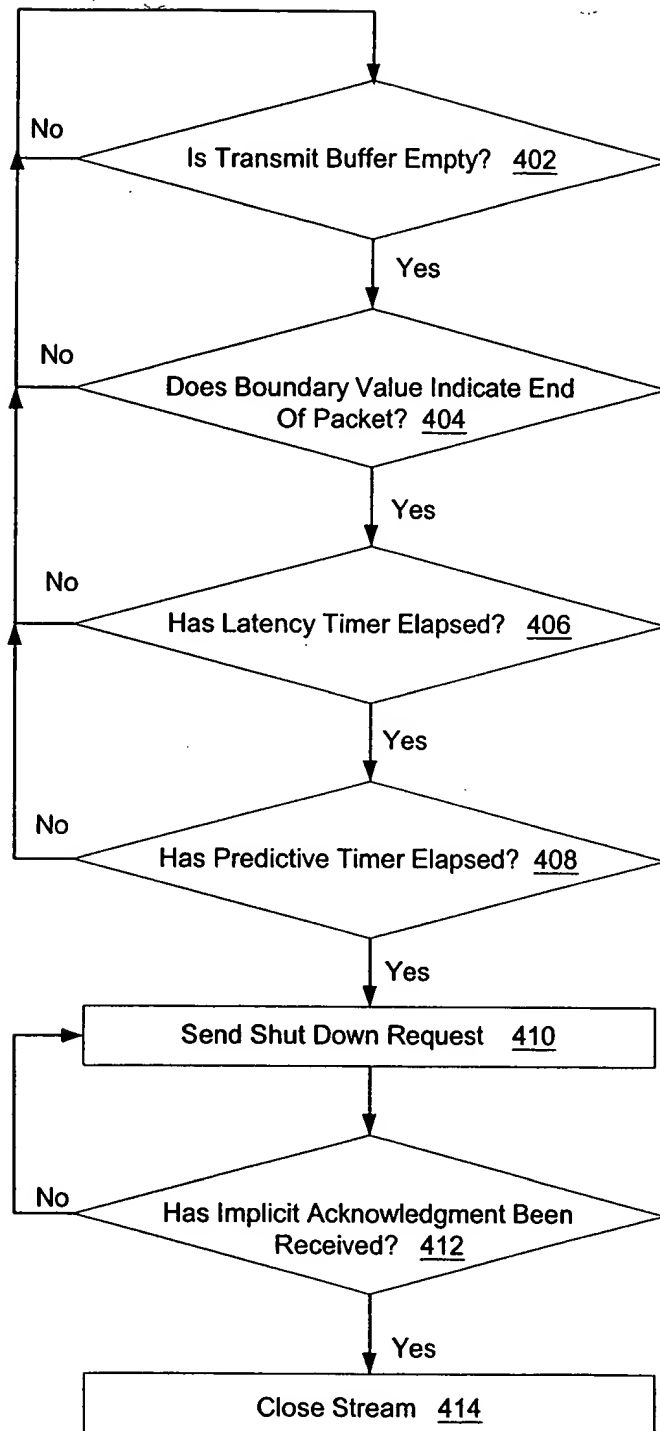 No
Is Transmit Buffer Empty? 402
Yes
No
Does Boundary Value Indicate End
Of Packet? 404
Yes
No
Has Latency Timer Elapsed? 406
Yes
No
Has Predictive Timer Elapsed? 408
Yes
Send Shut Down Request 410
No
Has Implicit Acknowledgment Been
Received? 412
Yes
Close Stream 414